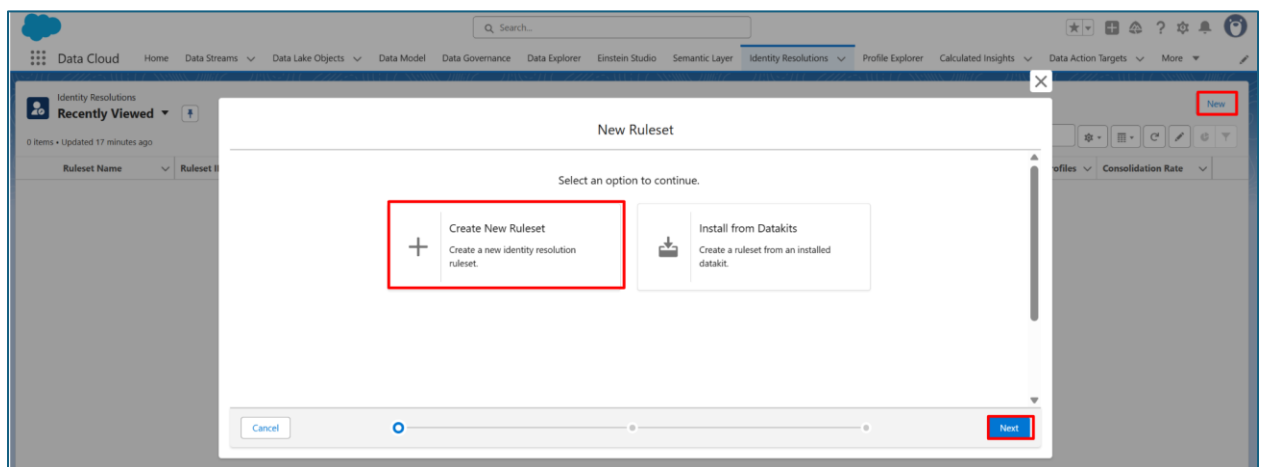 Search...
Data Cloud Home Data Streams Data Lake Objects Data Model Data Governance Data Explorer Einstein Studio Semantic Layer Identity Resolutions Profile Explorer Calculated Insights Data Action Targets More
Identity Resolutions
Recently Viewed
New
0 items • Updated 17 minutes ago
Ruleset Name Ruleset I
ofiles Consolidation Rate
New Ruleset
Select an option to continue.
Create New Ruleset
Create a new identity resolution
ruleset.
Install from Datakits
Create a ruleset from an installed
datakit.
Cancel
Next